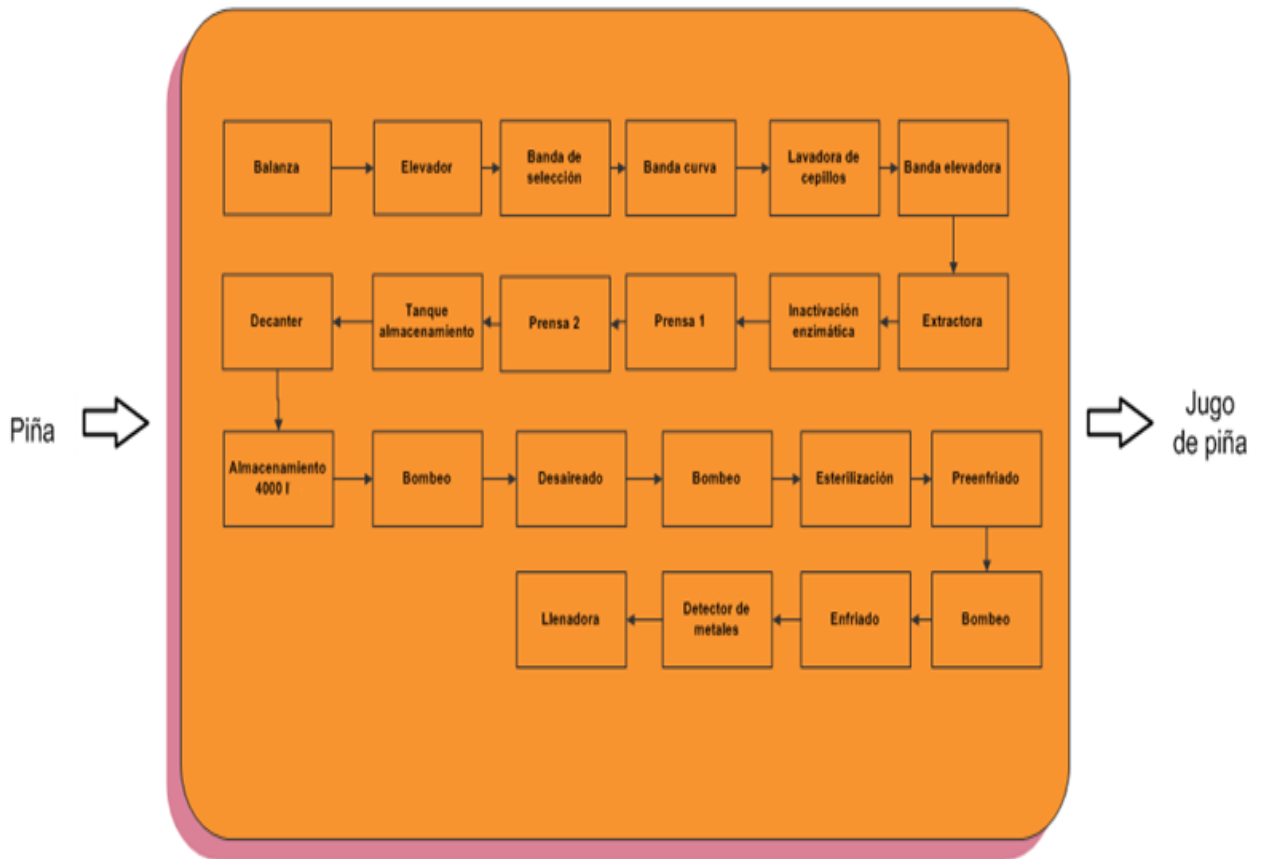 Balanza
Elevador
Banda de
selección
Banda curva
Lavadora de
cepillos
Banda elevadora
Extractora
Inactivación
enzimática
Prensa 1
Prensa 2
Tanque
almacenamiento
Decanter
Piña
Almacenamiento
4000 l
Bombeo
Desaireado
Bombeo
Esterilización
Preenfriado
Bombeo
Enfriado
Detector de
metales
Llenadora
Jugo
de piña